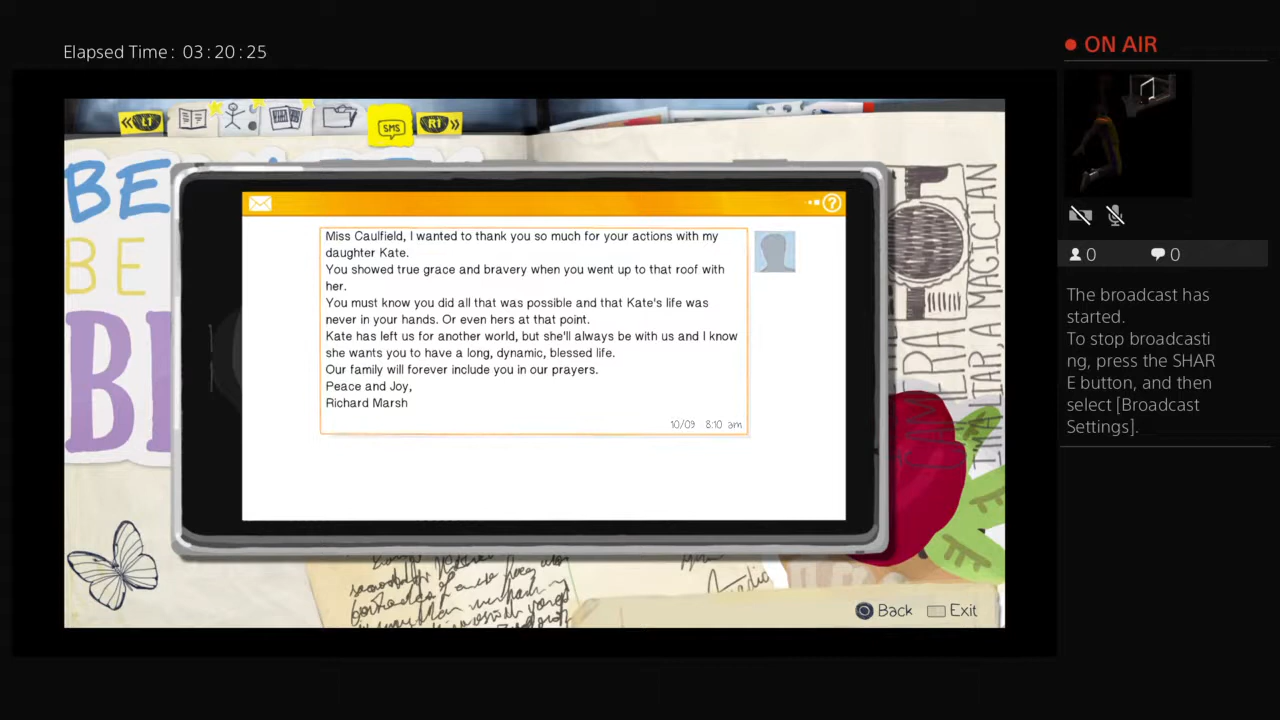 Elapsed Time: 03:20:25
ON AIR
« L1
SMS
R1 »
BE
BE
BE
Miss Caulfield, I wanted to thank you so much for your actions with my
daughter Kate.
You showed true grace and bravery when you went up to that roof with
her.
You must know you did all that was possible and that Kate's life was
never in your hands. Or even hers at that point.
Kate has left us for another world, but she'll always be with us and I know
she wants you to have a long, dynamic, blessed life.
Our family will forever include you in our prayers.
Peace and Joy,
Richard Marsh
10/09 8:10 am
A MAGICIAN
Back
Exit
0
0
The broadcast has
started.
To stop broadcasti
ng, press the SHAR
E button, and then
select [Broadcast
Settings].